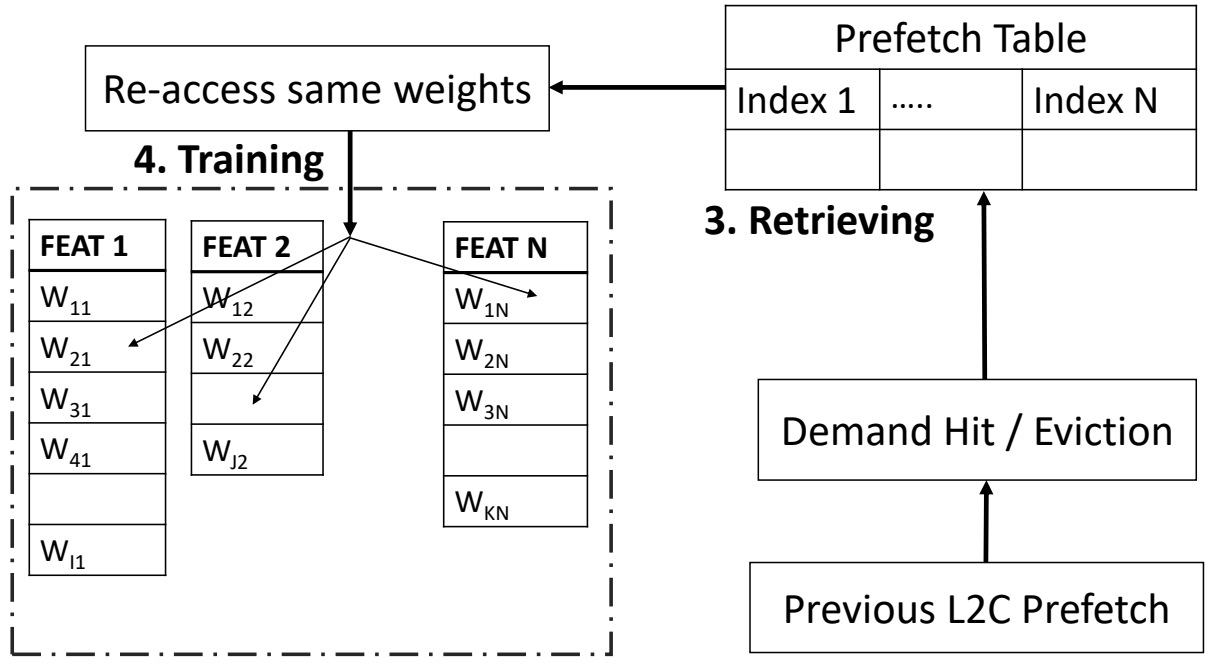 Prefetch Table
Index 1 ..... Index N
Re-access same weights
4. Training
3. Retrieving
FEAT 1 FEAT 2 FEAT N
W₁₁ W₁₂ W₁N
W₂₁ W₂₂ W₂N
W₃₁ W₃N
W₄₁ WJ₂
WKN
WI₁
Demand Hit / Eviction
Previous L2C Prefetch